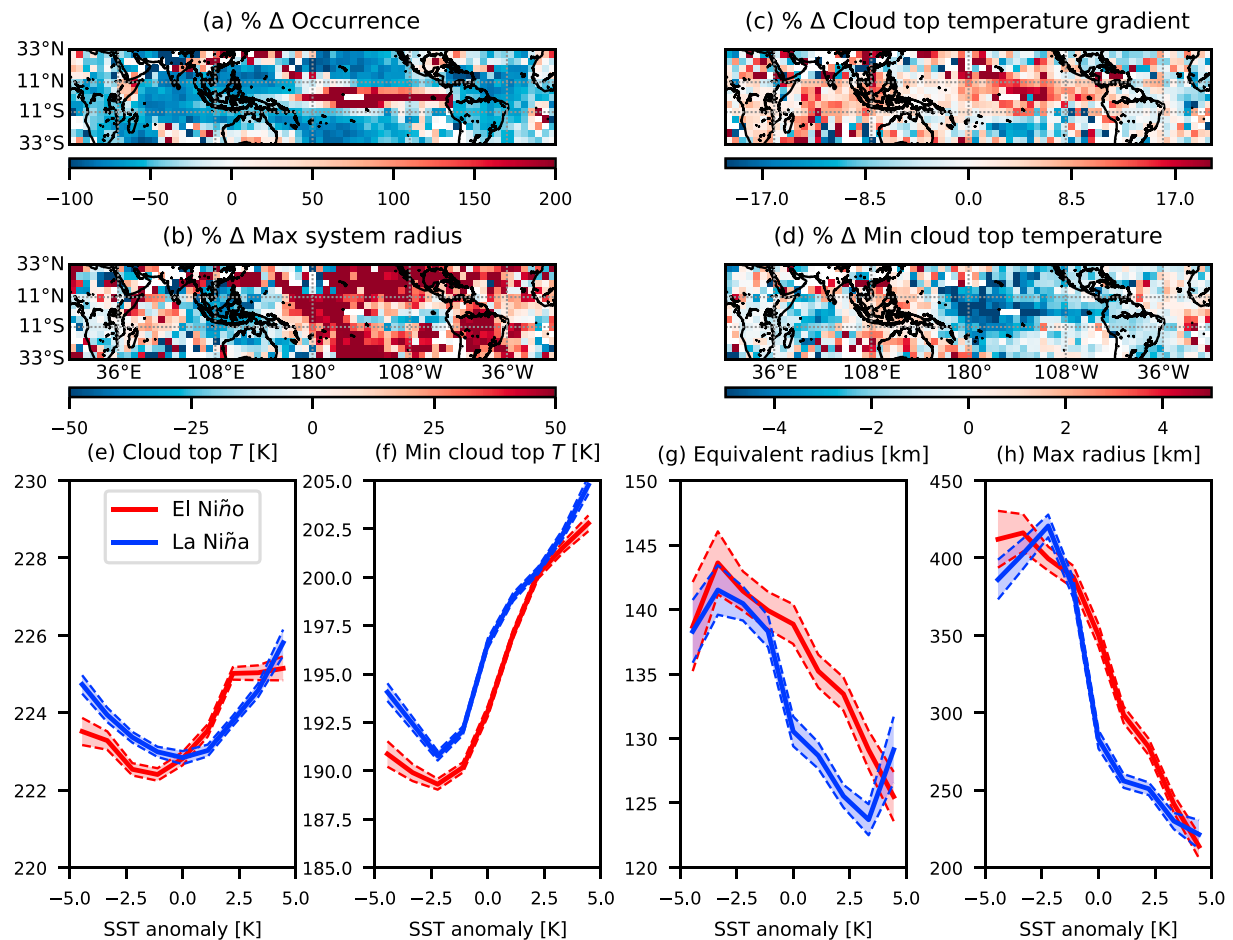 (a) % Δ Occurrence
(c) % Δ Cloud top temperature gradient
33°N
11°N
11°S
33°S
−100 −50 0 50 100 150 200
−17.0 −8.5 0.0 8.5 17.0
(b) % Δ Max system radius
(d) % Δ Min cloud top temperature
33°N
11°N
11°S
33°S
36°E 108°E 180° 108°W 36°W
36°E 108°E 180° 108°W 36°W
−50 −25 0 25 50
−4 −2 0 2 4
(e) Cloud top T [K]
(f) Min cloud top T [K]
(g) Equivalent radius [km]
(h) Max radius [km]
230
228
226
224
222
220
El Niño
La Niña
205.0
202.5
200.0
197.5
195.0
192.5
190.0
187.5
185.0
150
145
140
135
130
125
120
450
400
350
300
250
200
−5.0 −2.5 0.0 2.5 5.0
−5.0 −2.5 0.0 2.5 5.0
−5.0 −2.5 0.0 2.5 5.0
−5.0 −2.5 0.0 2.5 5.0
SST anomaly [K]
SST anomaly [K]
SST anomaly [K]
SST anomaly [K]